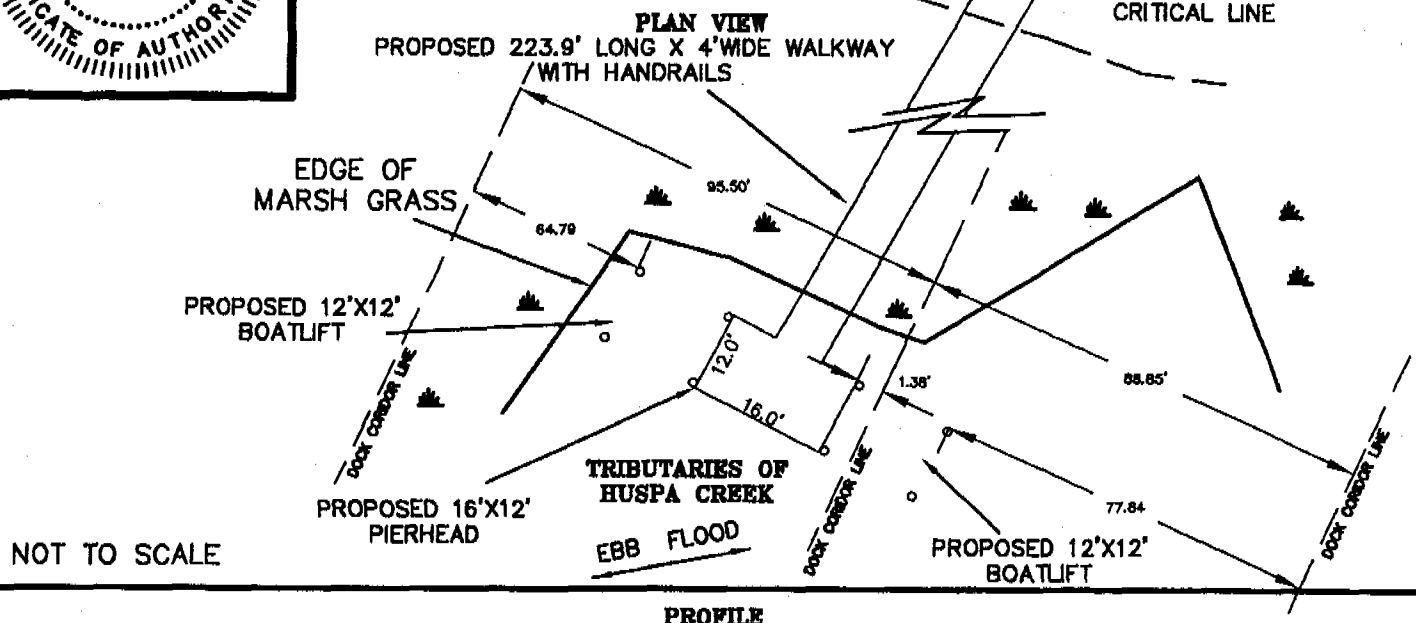 CATE OF AUTHOR
PLAN VIEW
PROPOSED 223.9' LONG X 4'WIDE WALKWAY
WITH HANDRAILS
CRITICAL LINE
EDGE OF
MARSH GRASS
95.50'
64.79
PROPOSED 12'X12'
BOATLIFT
12.0'
16.0'
1.38'
88.85'
DOCK CORIDOR LINE
PROPOSED 16'X12'
PIERHEAD
TRIBUTARIES OF
HUSPA CREEK
EBB FLOOD
DOCK CORIDOR LINE
77.84
PROPOSED 12'X12'
BOATLIFT
DOCK CORIDOR LINE
NOT TO SCALE
PROFILE